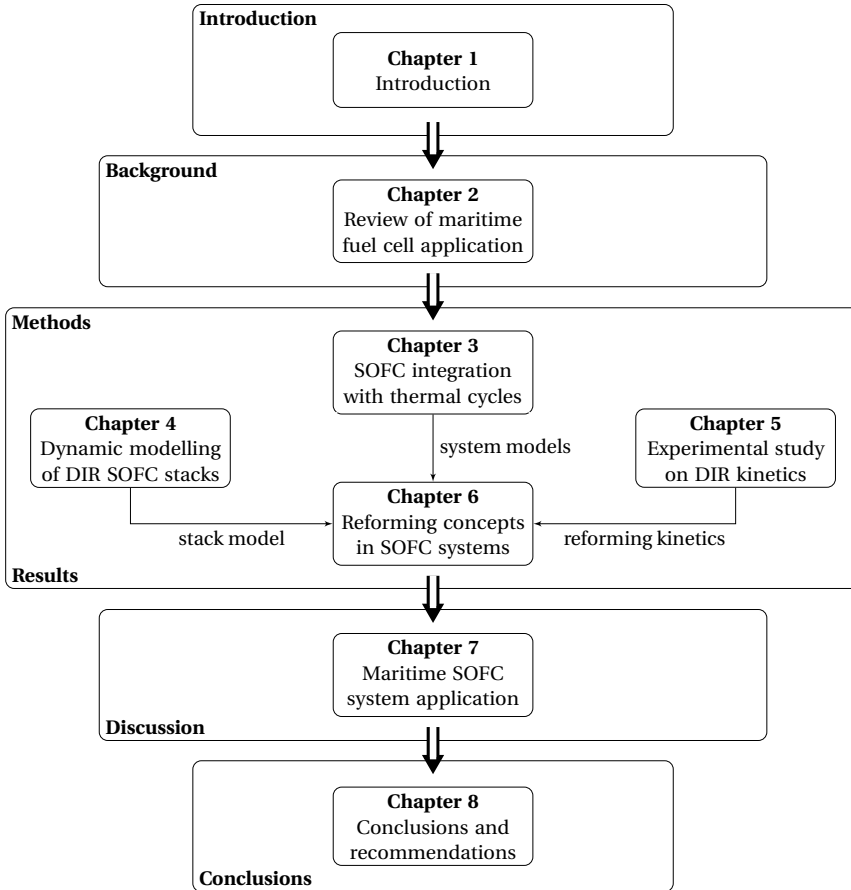 Introduction
Chapter 1
Introduction
Background
Chapter 2
Review of maritime
fuel cell application
Methods
Chapter 3
SOFC integration
with thermal cycles
Chapter 4
Dynamic modelling
of DIR SOFC stacks
Chapter 5
Experimental study
on DIR kinetics
system models
Chapter 6
Reforming concepts
in SOFC systems
stack model
reforming kinetics
Results
Chapter 7
Maritime SOFC
system application
Discussion
Chapter 8
Conclusions and
recommendations
Conclusions